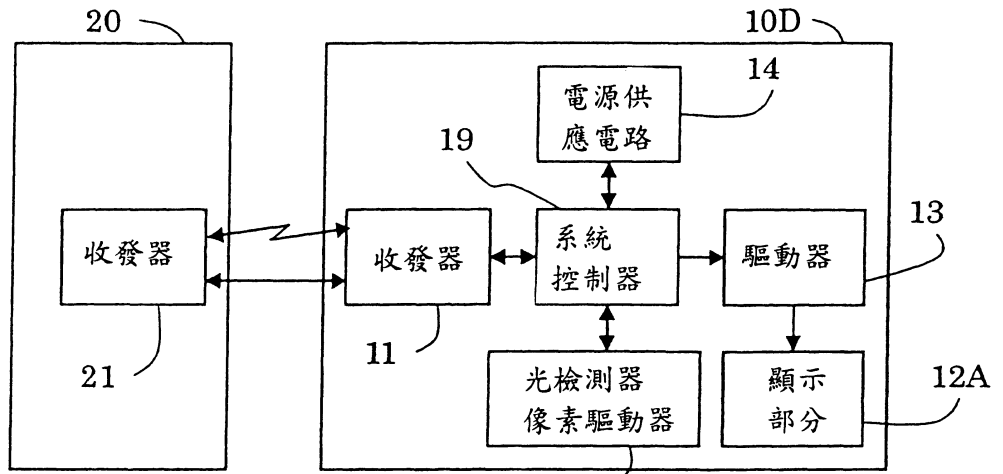 20
10D
電源供
應電路
14
19
收發器
收發器
系統
控制器
驅動器
13
21
11
光檢測器
像素驅動器
顯示
部分
12A